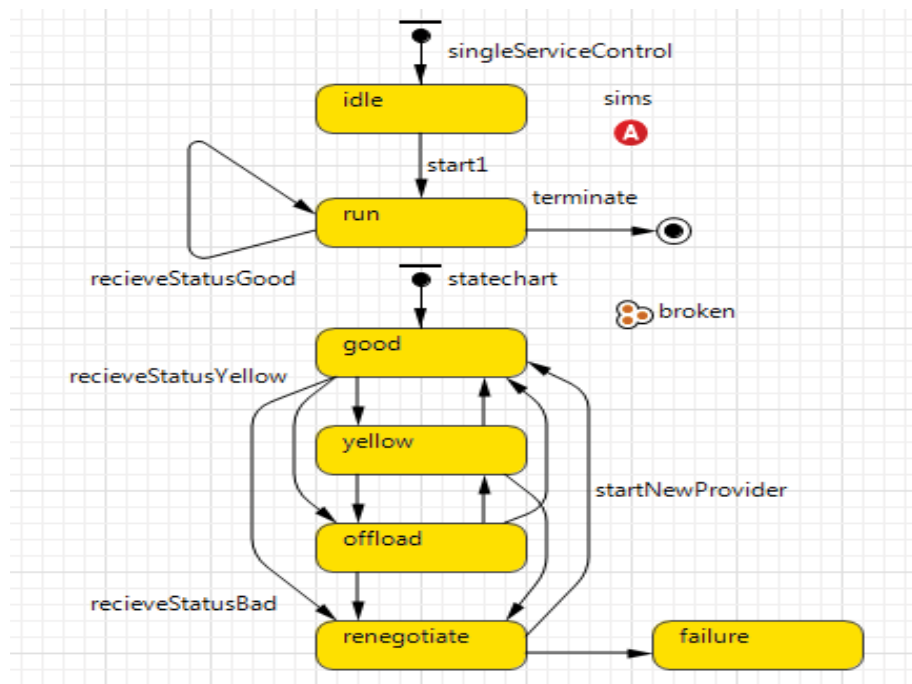 singleServiceControl
idle
sims
A
start1
terminate
run
recieveStatusGood
statechart
broken
good
recieveStatusYellow
yellow
startNewProvider
offload
recieveStatusBad
renegotiate
failure